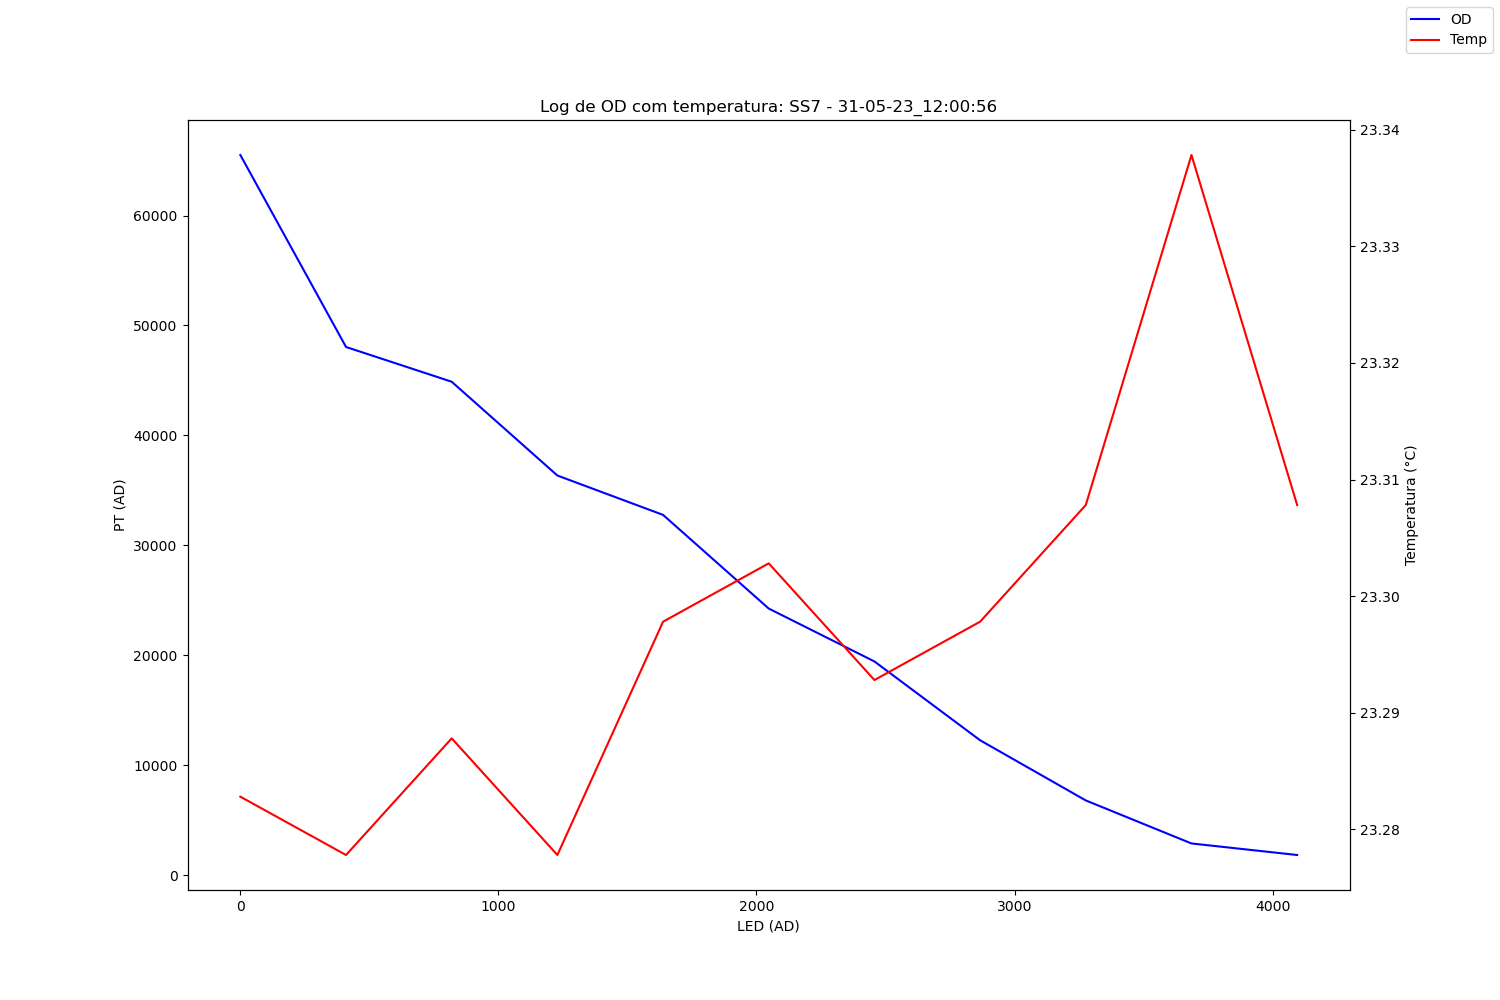 OD
Temp
Log de OD com temperatura: SS7 - 31-05-23_12:00:56
60000
50000
40000
30000
20000
10000
0
PT (AD)
23.34
23.33
23.32
23.31
23.30
23.29
23.28
Temperatura (°C)
0 1000 2000 3000 4000
LED (AD)